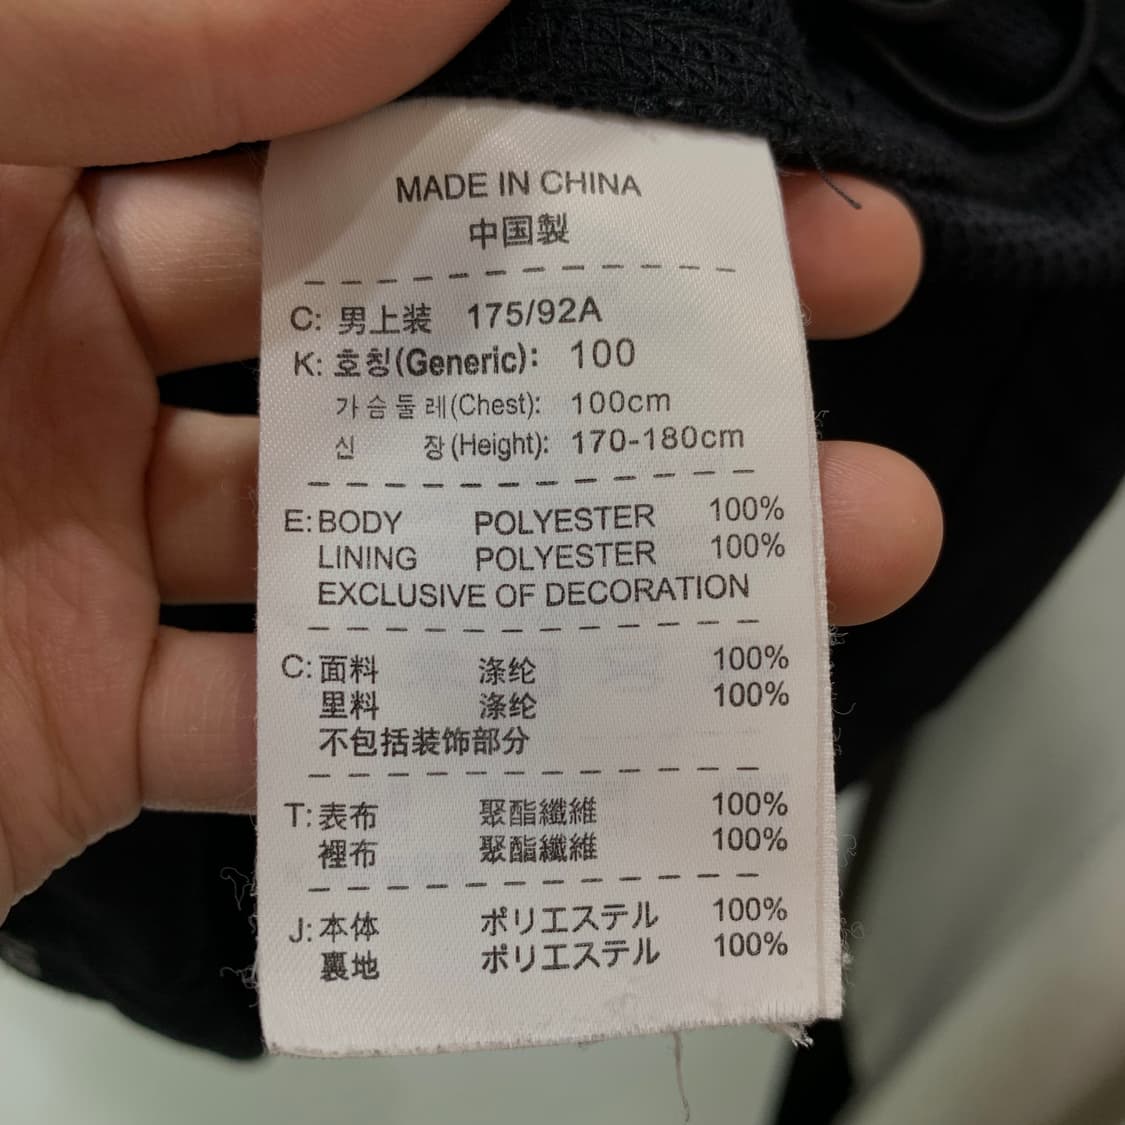 MADE IN CHINA
中国製
C: 男上装 175/92A
K: 호칭(Generic): 100
가슴둘레(Chest): 100cm
신 장(Height): 170-180cm
E: BODY POLYESTER 100%
LINING POLYESTER 100%
EXCLUSIVE OF DECORATION
C: 面料 涤纶 100%
里料 涤纶 100%
不包括装饰部分
T: 表布 聚酯纖維 100%
裡布 聚酯纖維 100%
J: 本体 ポリエステル 100%
裏地 ポリエステル 100%